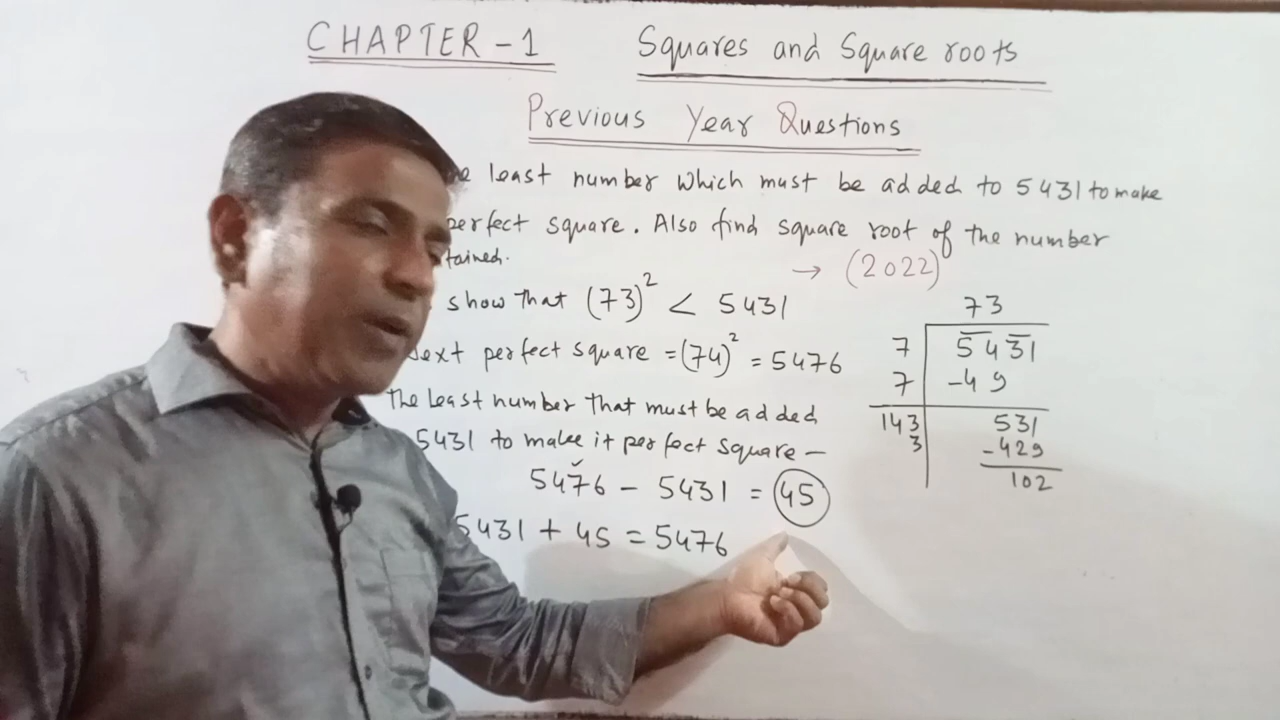 CHAPTER - 1 Squares and Square roots
Previous Year Questions
least number which must be added to 5431 to make
perfect square. Also find square root of the number
tained.
→ (2022)
show that (73)² < 5431
ext perfect square = (74)² = 5476
The least number that must be added
5431 to make it perfect square —
5476 - 5431 = 45
5431 + 45 = 5476
73
7 5431
7 -49
143 531
3 -429
102